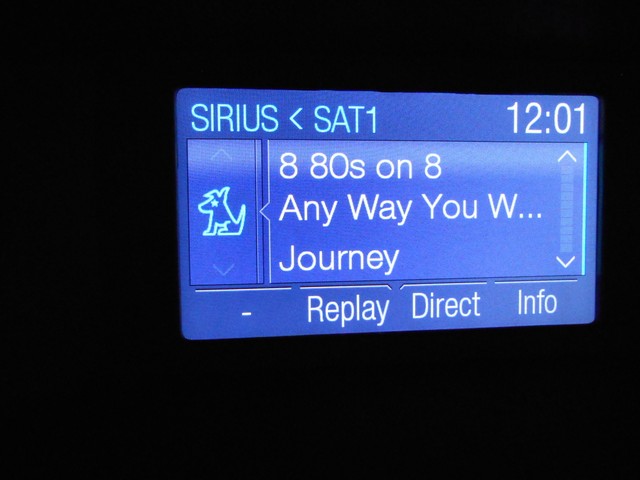 SIRIUS < SAT1 12:01
8 80s on 8
Any Way You W...
Journey
- Replay Direct Info